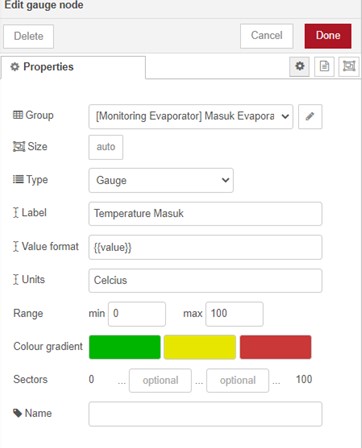 Edit gauge node
Delete
Cancel
Done
Properties
Group
[Monitoring Evaporator] Masuk Evapora
Size
auto
Type
Gauge
Label
Temperature Masuk
Value format
{{value}}
Units
Celcius
Range
min 0
max 100
Colour gradient
Sectors
0 ... optional ... optional ... 100
Name